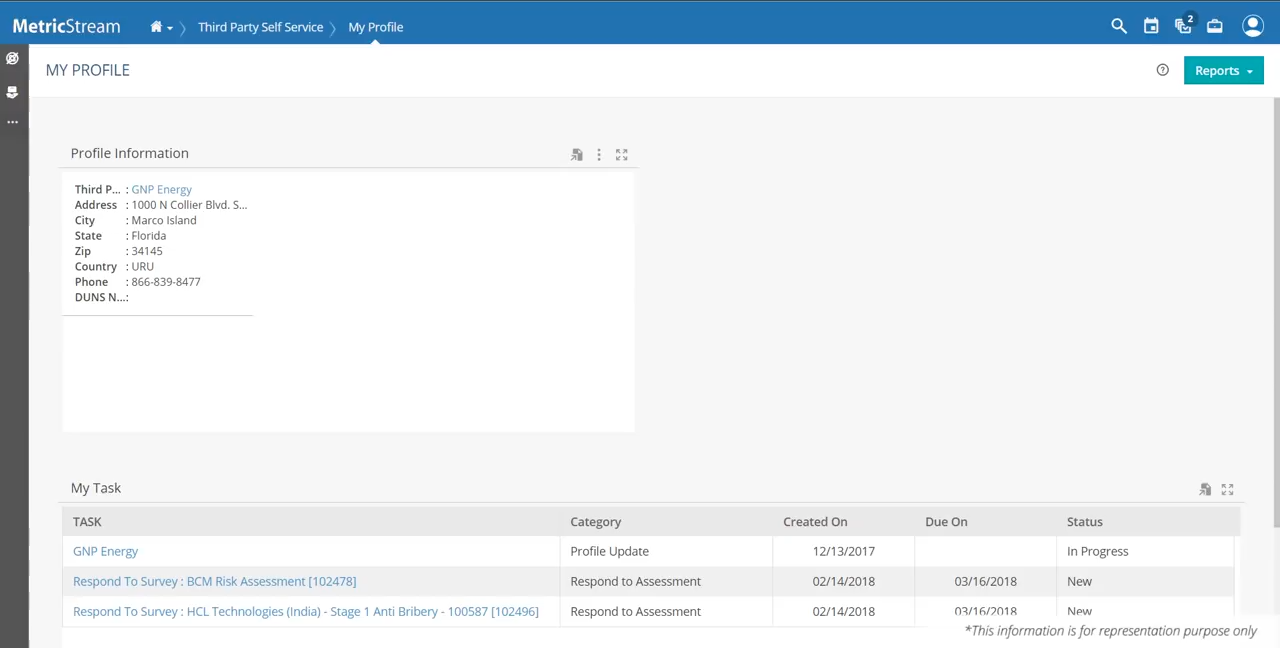 MetricStream Third Party Self Service My Profile 2
MY PROFILE Reports
Profile Information
Third P... : GNP Energy
Address : 1000 N Collier Blvd. S...
City : Marco Island
State : Florida
Zip : 34145
Country : URU
Phone : 866-839-8477
DUNS N...:
My Task
TASK Category Created On Due On Status
GNP Energy Profile Update 12/13/2017 In Progress
Respond To Survey : BCM Risk Assessment [102478] Respond to Assessment 02/14/2018 03/16/2018 New
Respond To Survey : HCL Technologies (India) - Stage 1 Anti Bribery - 100587 [102496] Respond to Assessment 02/14/2018 03/16/2018 New
*This information is for representation purpose only